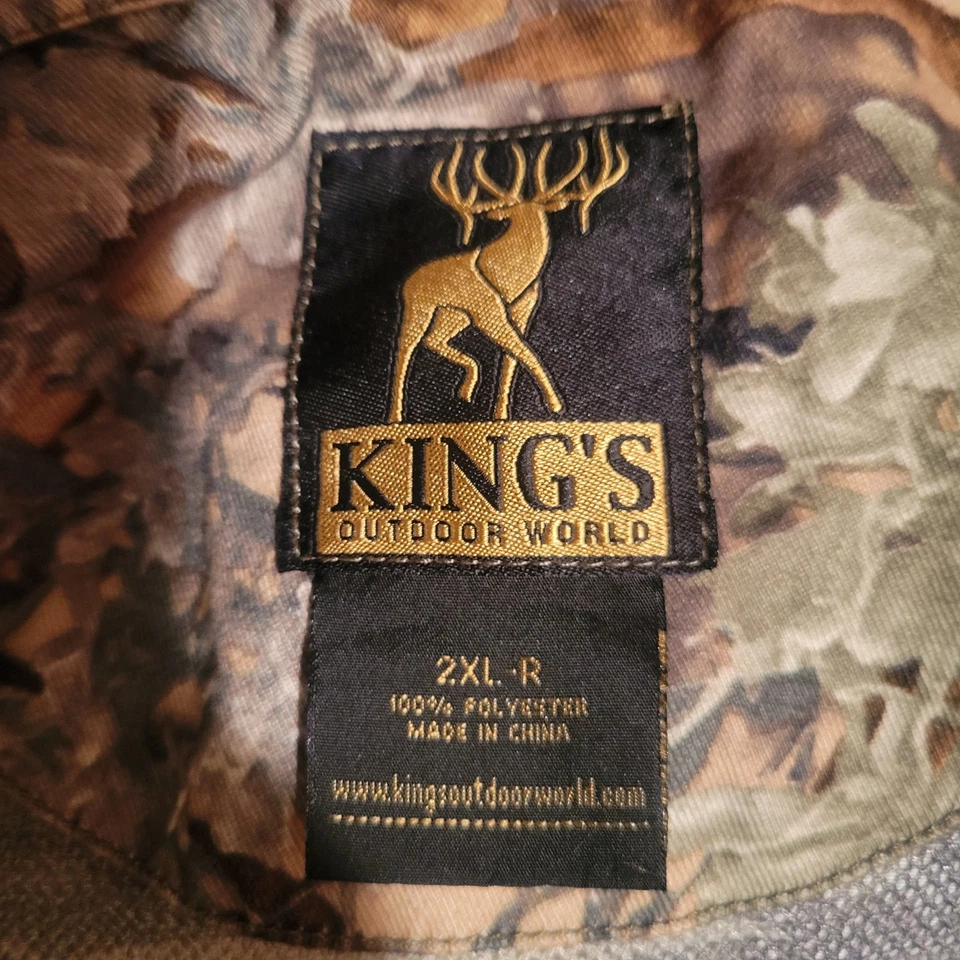 KING'S
OUTDOOR WORLD
2XL-R
100% POLYESTER
MADE IN CHINA
www.kingsoutdoorworld.com